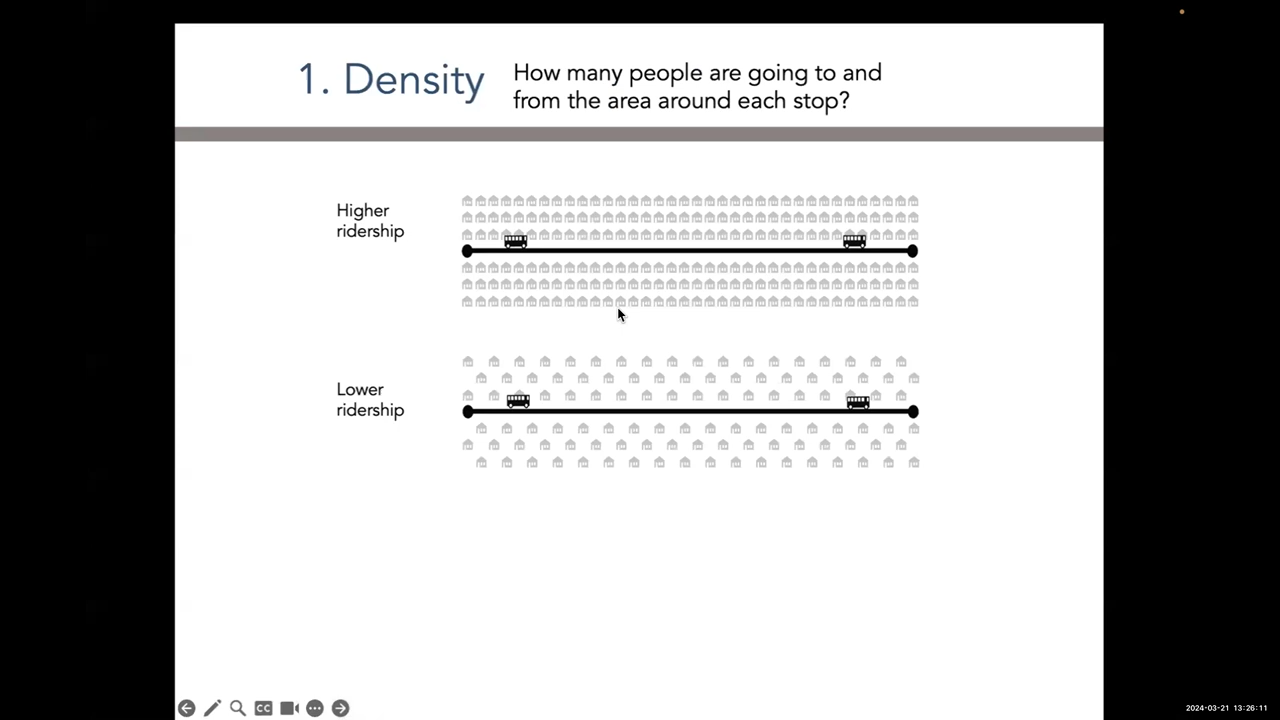 1. Density
How many people are going to and
from the area around each stop?
Higher
ridership
Lower
ridership
CC
2024-03-21 13:26:11